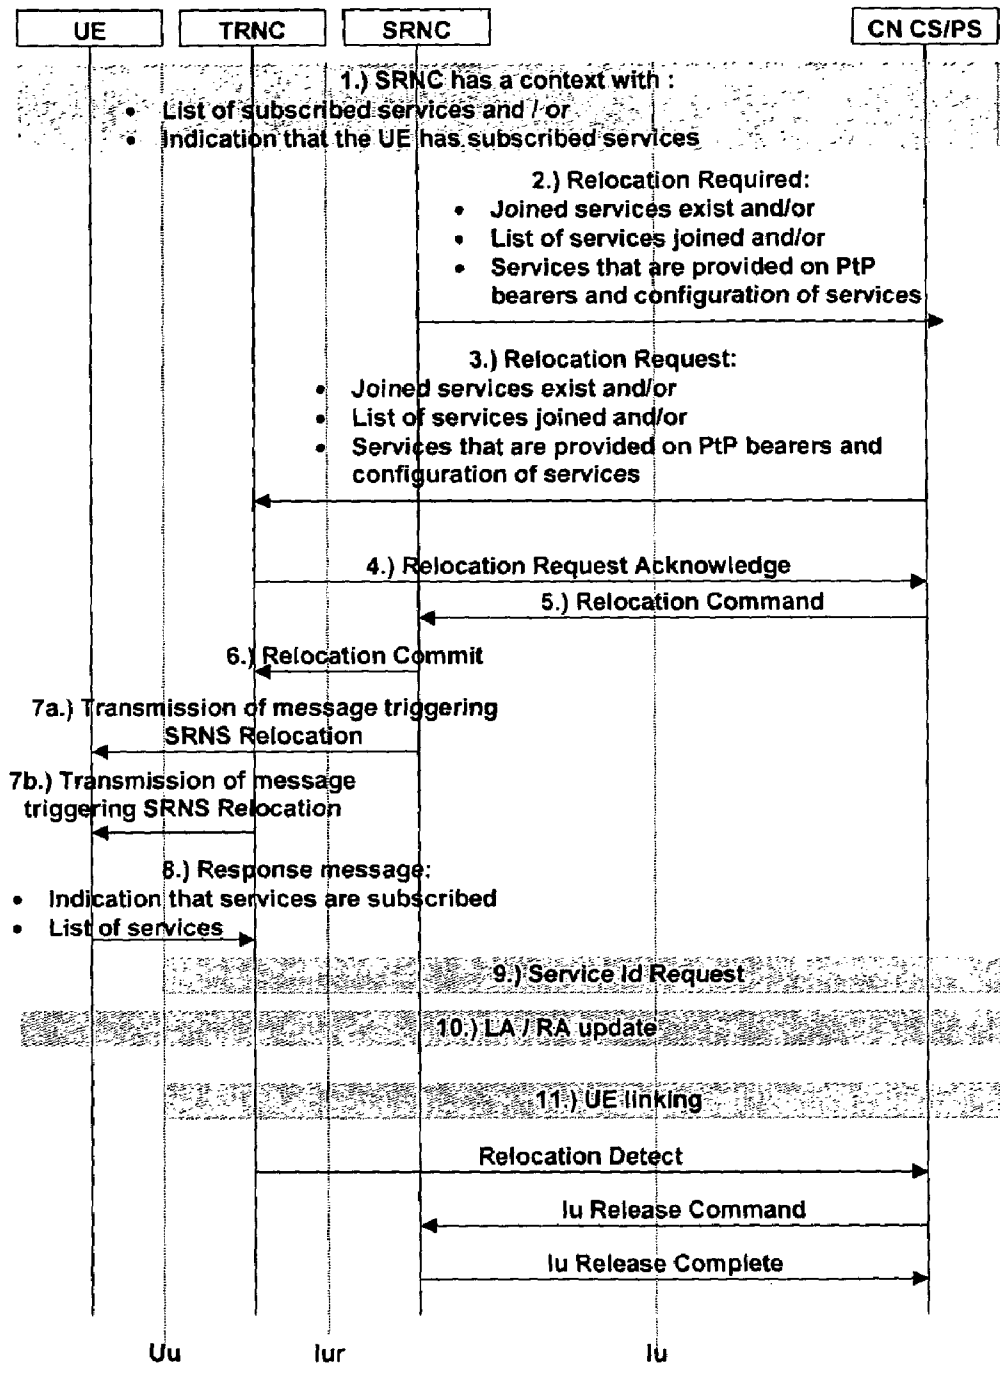 UE
TRNC
SRNC
CN CS/PS
1.) SRNC has a context with :
• List of subscribed services and / or
• Indication that the UE has subscribed services
2.) Relocation Required:
• Joined services exist and/or
• List of services joined and/or
• Services that are provided on PtP
bearers and configuration of services
3.) Relocation Request:
• Joined services exist and/or
• List of services joined and/or
• Services that are provided on PtP bearers and
configuration of services
4.) Relocation Request Acknowledge
5.) Relocation Command
6.) Relocation Commit
7a.) Transmission of message triggering
SRNS Relocation
7b.) Transmission of message
triggering SRNS Relocation
8.) Response message:
• Indication that services are subscribed
• List of services
9.) Service Id Request
10.) LA / RA update
11.) UE linking
Relocation Detect
Iu Release Command
Iu Release Complete
Uu
Iur
Iu